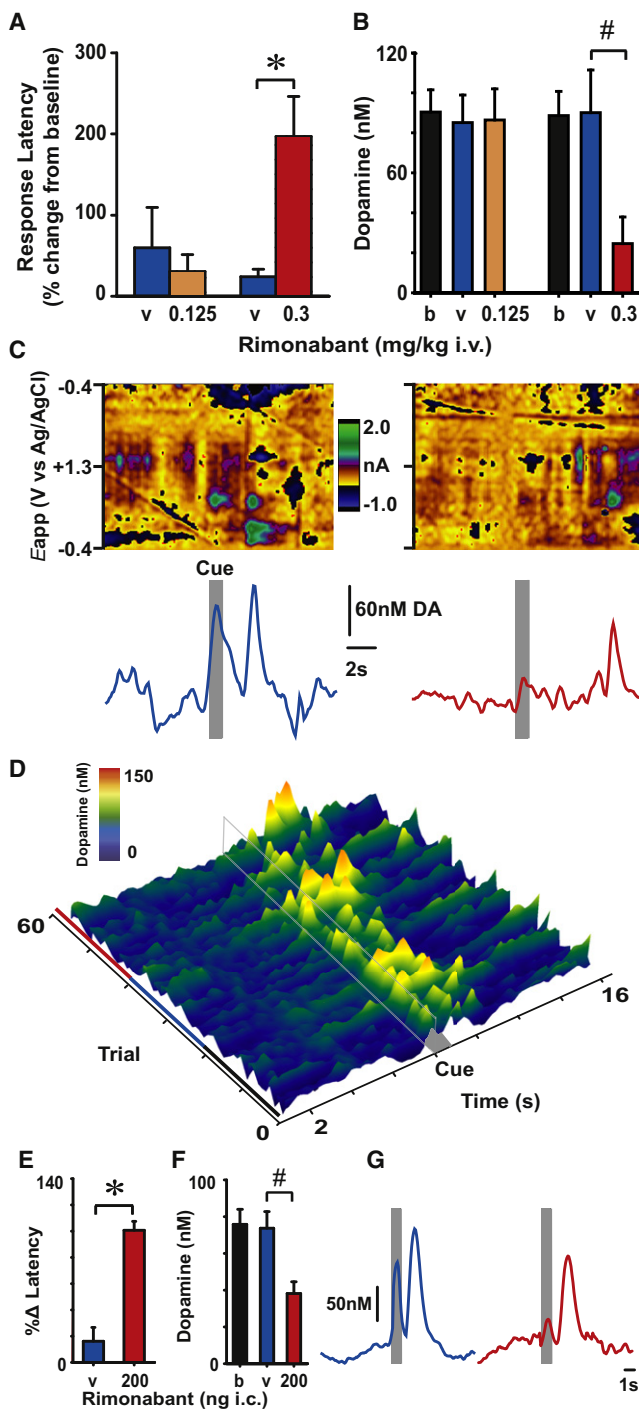 A
Response Latency
(% change from baseline)
300
200
100
0
*
v 0.125 v 0.3
B
Dopamine (nM)
120
80
40
0
#
b v 0.125 b v 0.3
Rimonabant (mg/kg i.v.)
C
Eapp (V vs Ag/AgCl)
-0.4
+1.3
-0.4
2.0
nA
-1.0
Cue
60nM DA
2s
D
Dopamine (nM)
150
0
60
Trial
0
2
Cue
Time (s)
16
E
%Δ Latency
140
0
*
v 200
F
Dopamine (nM)
100
0
#
b v 200
Rimonabant (ng i.c.)
G
50nM
1s